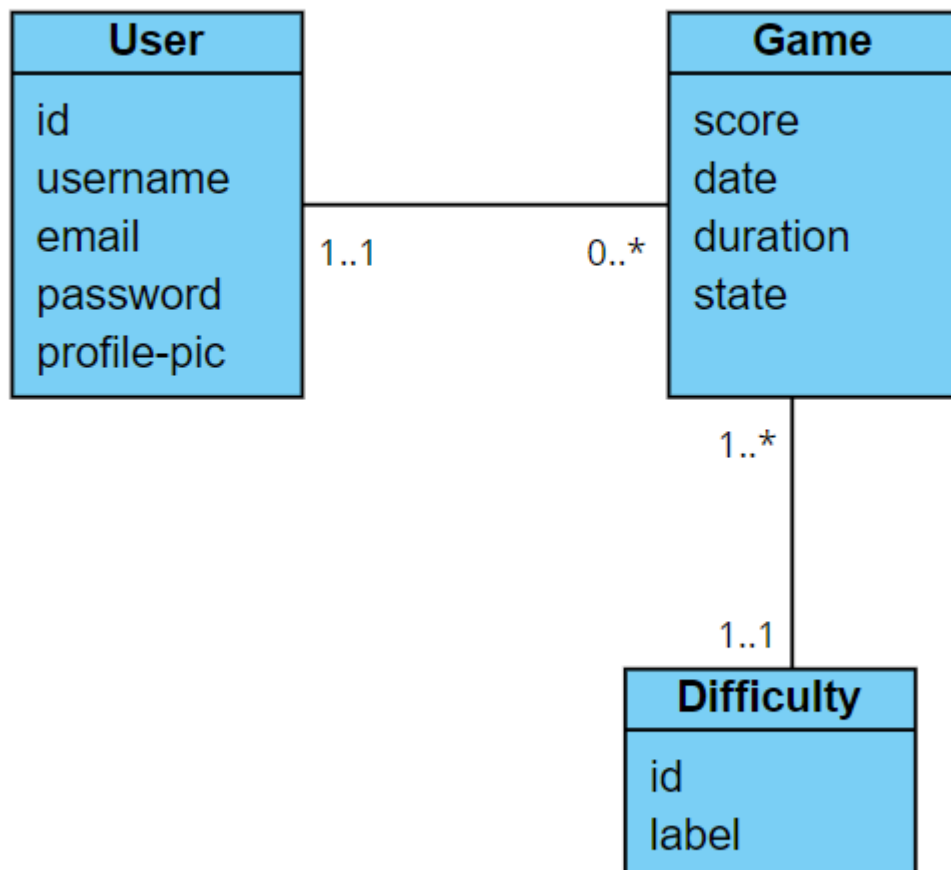 User
id
username
email
password
profile-pic
1..1
0..*
Game
score
date
duration
state
1..*
1..1
Difficulty
id
label